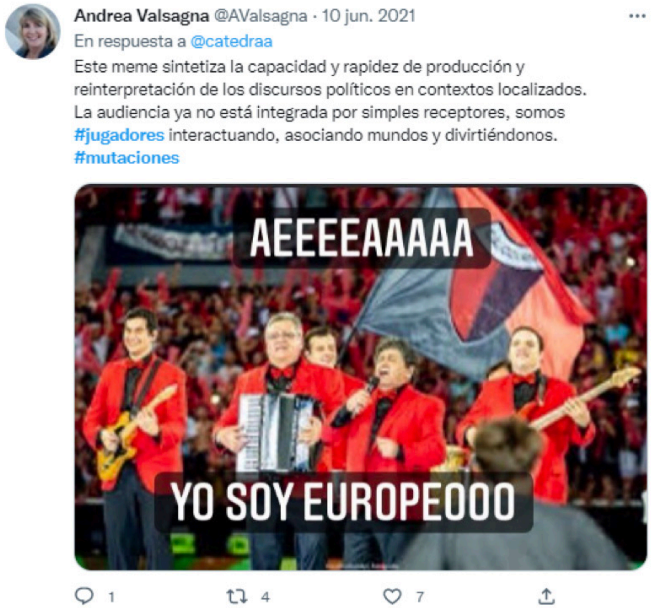 Andrea Valsagna @AValsagna · 10 jun. 2021
En respuesta a @catedraa
Este meme sintetiza la capacidad y rapidez de producción y
reinterpretación de los discursos políticos en contextos localizados.
La audiencia ya no está integrada por simples receptores, somos
#jugadores interactuando, asociando mundos y divirtiéndonos.
#mutaciones
AEEEEAAAAA
YO SOY EUROPEOOO
1 4 7